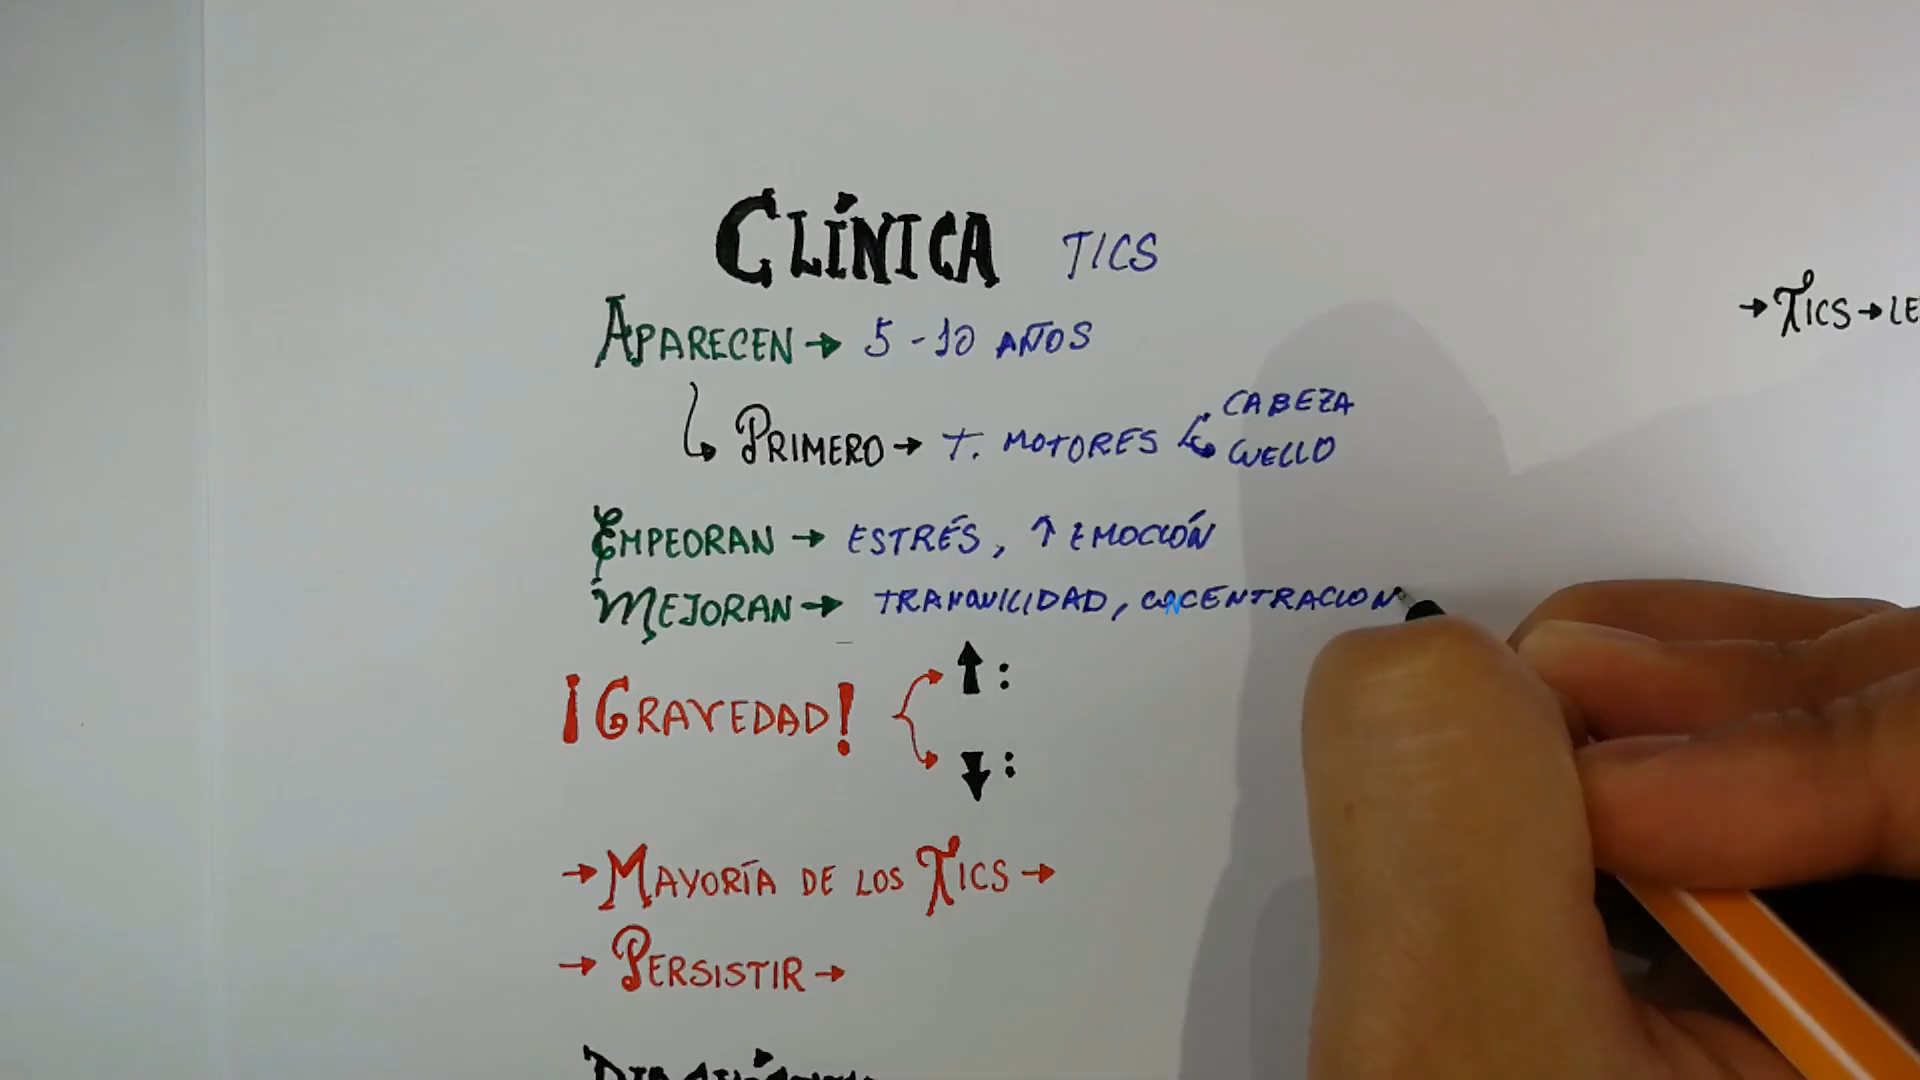 CLÍNICA TICS
APARECEN → 5 - 10 AÑOS
→ TICS → LE
PRIMERO → T. MOTORES
CABEZA
CUELLO
EMPEORAN → ESTRÉS, ↑ EMOCIÓN
MEJORAN → TRANQUILIDAD, CONCENTRACION
¡GRAVEDAD!
↑ :
↓ :
→ MAYORÍA DE LOS TICS →
→ PERSISTIR →